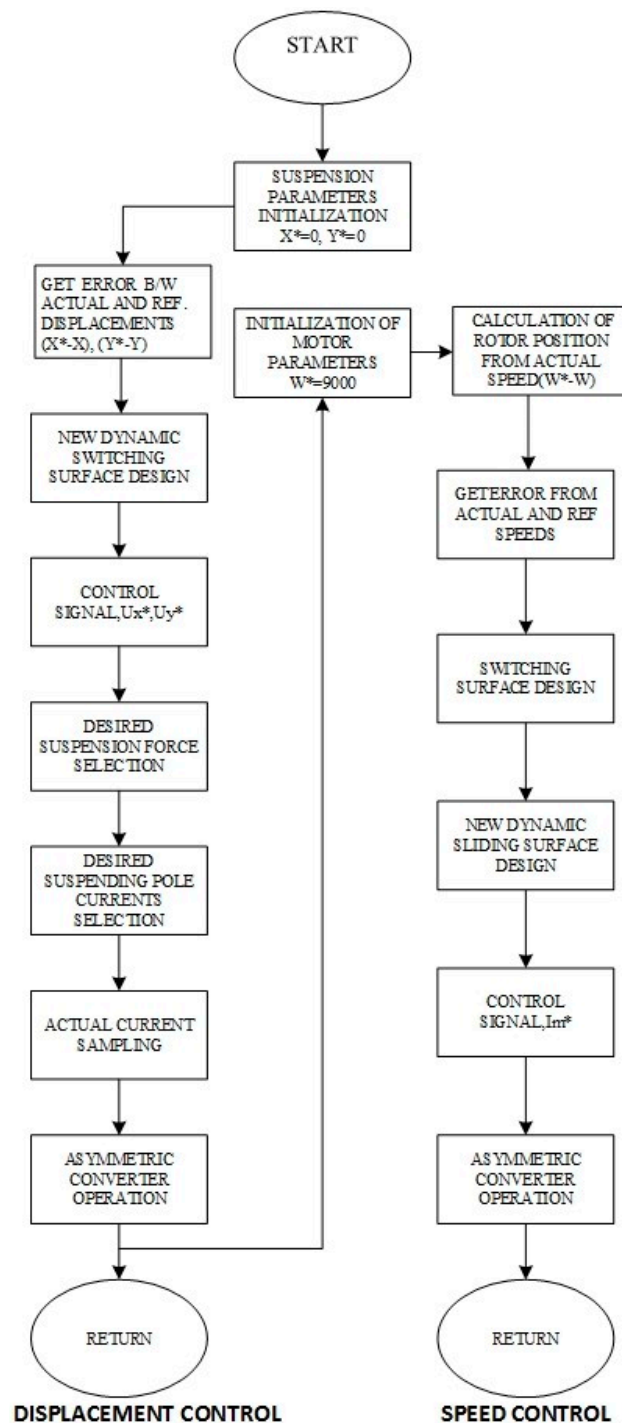 START
SUSPENSION
PARAMETERS
INITIALIZATION
X*=0, Y*=0
GET ERROR B/W
ACTUAL AND REF.
DISPLACEMENTS
(X*-X), (Y*-Y)
NEW DYNAMIC
SWITCHING
SURFACE DESIGN
CONTROL
SIGNAL,Ux*,Uy*
DESIRED
SUSPENSION FORCE
SELECTION
DESIRED
SUSPENDING POLE
CURRENTS
SELECTION
ACTUAL CURRENT
SAMPLING
ASYMMETRIC
CONVERTER
OPERATION
RETURN
DISPLACEMENT CONTROL
INITIALIZATION OF
MOTOR
PARAMETERS
W*=9000
CALCULATION OF
ROTOR POSITION
FROM ACTUAL
SPEED(W*-W)
GETERROR FROM
ACTUAL AND REF
SPEEDS
SWITCHING
SURFACE DESIGN
NEW DYNAMIC
SLIDING SURFACE
DESIGN
CONTROL
SIGNAL,Im*
ASYMMETRIC
CONVERTER
OPERATION
RETURN
SPEED CONTROL